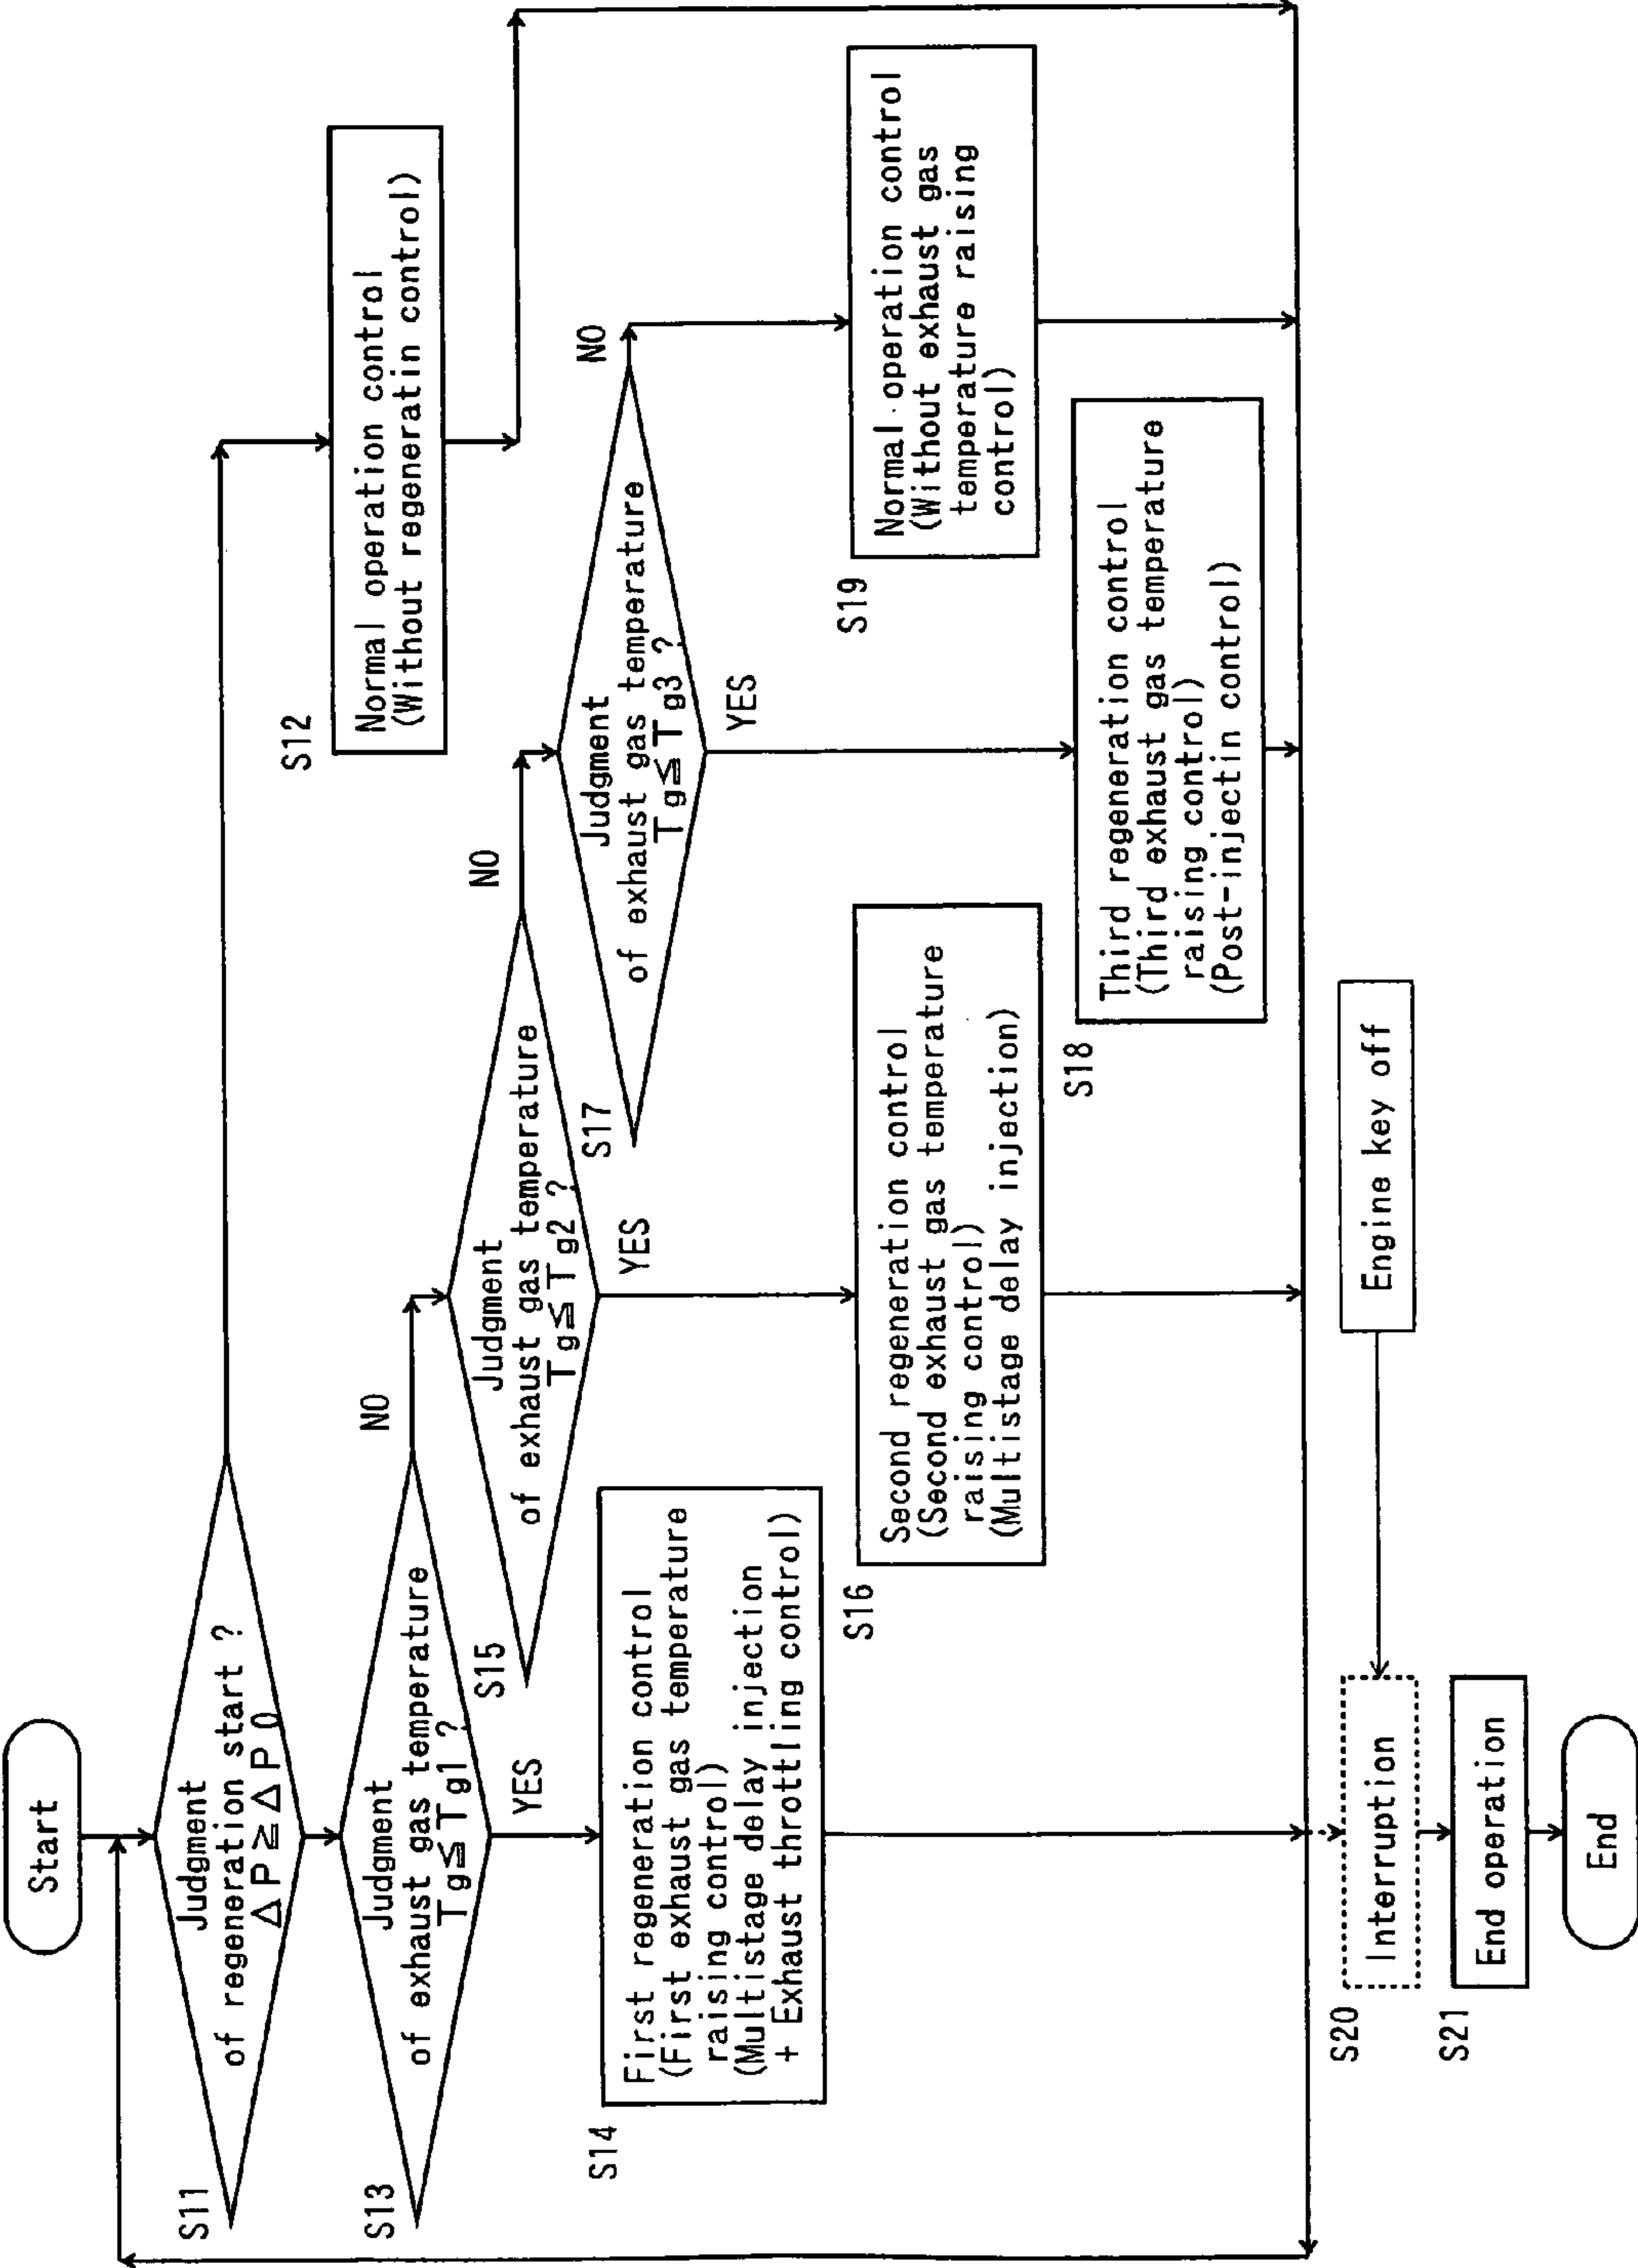 Start
S11
Judgment
of regeneration start ?
△P≧△P0
S12
Normal operation control
(Without regeneratin control)
S13
Judgment
of exhaust gas temperature
Tg≦Tg1 ?
NO
YES
S14
First regeneration control
(First exhaust gas temperature
raising control)
(Multistage delay injection
+ Exhaust throttling control)
S15
Judgment
of exhaust gas temperature
Tg≦Tg2 ?
NO
YES
S16
Second regeneration control
(Second exhaust gas temperature
raising control)
(Multistage delay injection)
S17
Judgment
of exhaust gas temperature
Tg≦Tg3 ?
NO
YES
S18
Third regeneration control
(Third exhaust gas temperature
raising control)
(Post-injectin control)
S19
Normal operation control
(Without exhaust gas
temperature raising
control)
S20
Interruption
Engine key off
S21
End operation
End